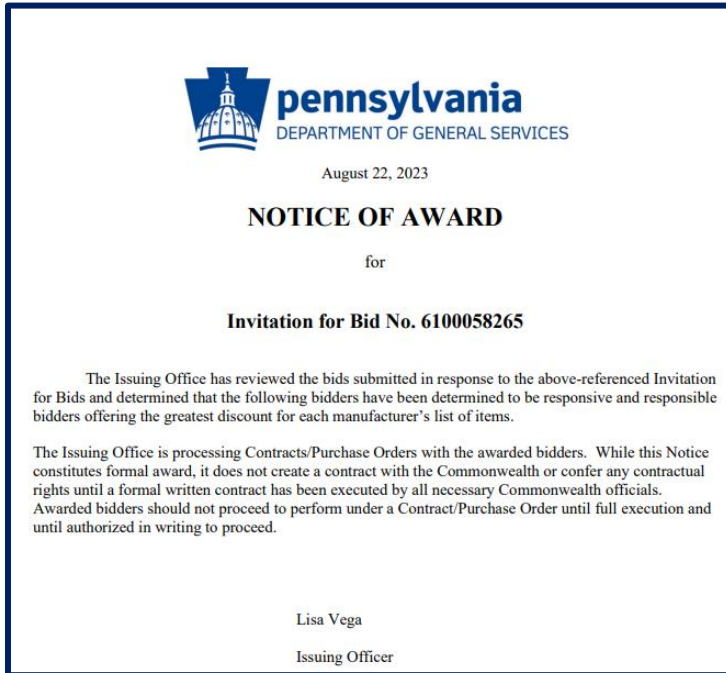 pennsylvania
DEPARTMENT OF GENERAL SERVICES
August 22, 2023
NOTICE OF AWARD
for
Invitation for Bid No. 6100058265
The Issuing Office has reviewed the bids submitted in response to the above-referenced Invitation
for Bids and determined that the following bidders have been determined to be responsive and responsible
bidders offering the greatest discount for each manufacturer's list of items.
The Issuing Office is processing Contracts/Purchase Orders with the awarded bidders. While this Notice
constitutes formal award, it does not create a contract with the Commonwealth or confer any contractual
rights until a formal written contract has been executed by all necessary Commonwealth officials.
Awarded bidders should not proceed to perform under a Contract/Purchase Order until full execution and
until authorized in writing to proceed.
Lisa Vega
Issuing Officer